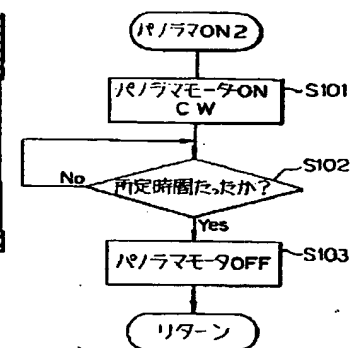 パノラマON2
パノラマモータON
CW
S101
所定時間たったか？
S102
No
Yes
パノラマモータOFF
S103
リターン